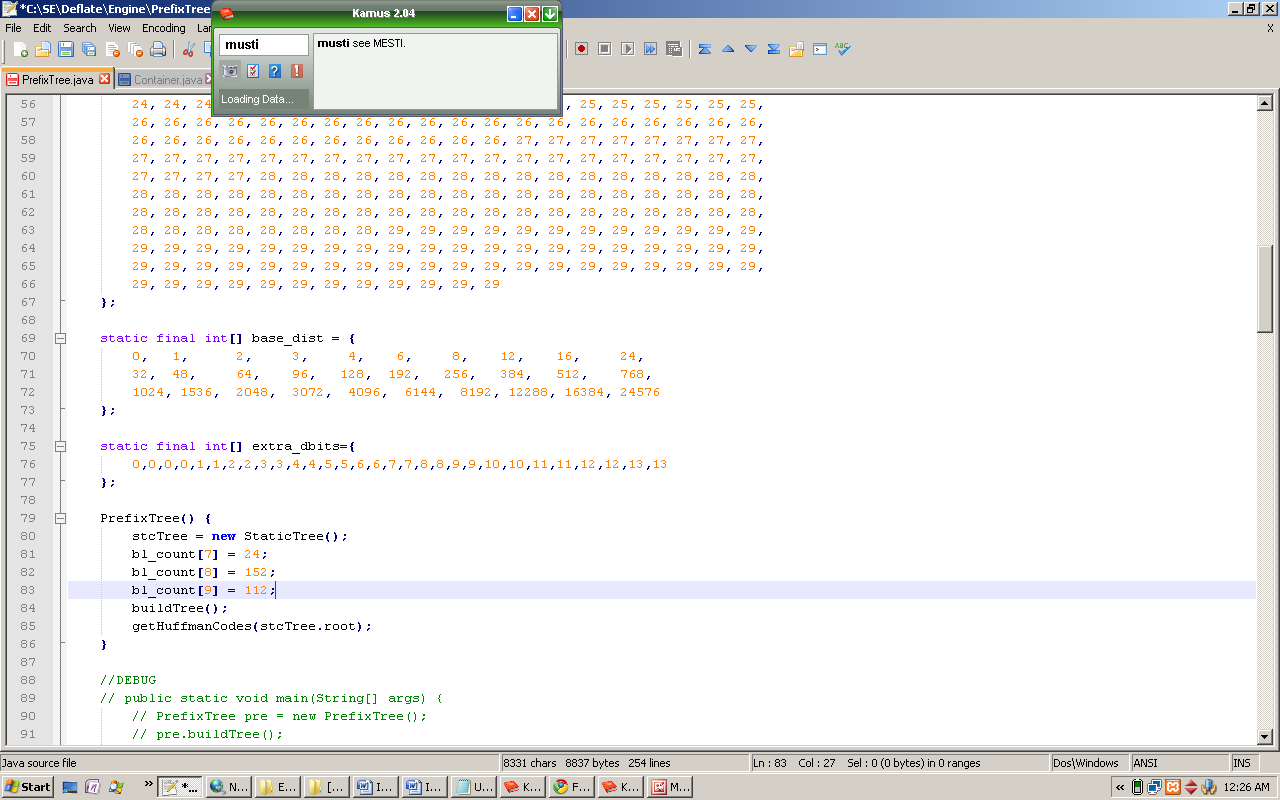 *C:\SE\Deflate\Engine\PrefixTree
Kamus 2.04
File Edit Search View Encoding Lan
X
musti
musti see MESTI.
Loading Data...
PrefixTree.java Container.java
56 24, 24, 24 25, 25, 25, 25, 25, 25,
57 26, 26, 26, 26, 26, 26, 26, 26, 26, 26, 26, 26, 26, 26, 26, 26, 26, 26, 26, 26,
58 26, 26, 26, 26, 26, 26, 26, 26, 26, 26, 26, 26, 27, 27, 27, 27, 27, 27, 27, 27,
59 27, 27, 27, 27, 27, 27, 27, 27, 27, 27, 27, 27, 27, 27, 27, 27, 27, 27, 27, 27,
60 27, 27, 27, 27, 28, 28, 28, 28, 28, 28, 28, 28, 28, 28, 28, 28, 28, 28, 28, 28,
61 28, 28, 28, 28, 28, 28, 28, 28, 28, 28, 28, 28, 28, 28, 28, 28, 28, 28, 28, 28,
62 28, 28, 28, 28, 28, 28, 28, 28, 28, 28, 28, 28, 28, 28, 28, 28, 28, 28, 28, 28,
63 28, 28, 28, 28, 28, 28, 28, 28, 29, 29, 29, 29, 29, 29, 29, 29, 29, 29, 29, 29,
64 29, 29, 29, 29, 29, 29, 29, 29, 29, 29, 29, 29, 29, 29, 29, 29, 29, 29, 29, 29,
65 29, 29, 29, 29, 29, 29, 29, 29, 29, 29, 29, 29, 29, 29, 29, 29, 29, 29, 29, 29,
66 29, 29, 29, 29, 29, 29, 29, 29, 29, 29, 29, 29
67 };
68
69 static final int[] base_dist = {
70 0, 1, 2, 3, 4, 6, 8, 12, 16, 24,
71 32, 48, 64, 96, 128, 192, 256, 384, 512, 768,
72 1024, 1536, 2048, 3072, 4096, 6144, 8192, 12288, 16384, 24576
73 };
74
75 static final int[] extra_dbits={
76 0,0,0,0,1,1,2,2,3,3,4,4,5,5,6,6,7,7,8,8,9,9,10,10,11,11,12,12,13,13
77 };
78
79 PrefixTree() {
80 stcTree = new StaticTree();
81 bl_count[7] = 24;
82 bl_count[8] = 152;
83 bl_count[9] = 112;
84 buildTree();
85 getHuffmanCodes(stcTree.root);
86 }
87
88 //DEBUG
89 // public static void main(String[] args) {
90 // PrefixTree pre = new PrefixTree();
91 // pre.buildTree();
Java source file 8331 chars 8837 bytes 254 lines Ln : 83 Col : 27 Sel : 0 (0 bytes) in 0 ranges Dos\Windows ANSI INS
Start » *... N... E... [... I... I... U... K... F... K... M... « 12:26 AM